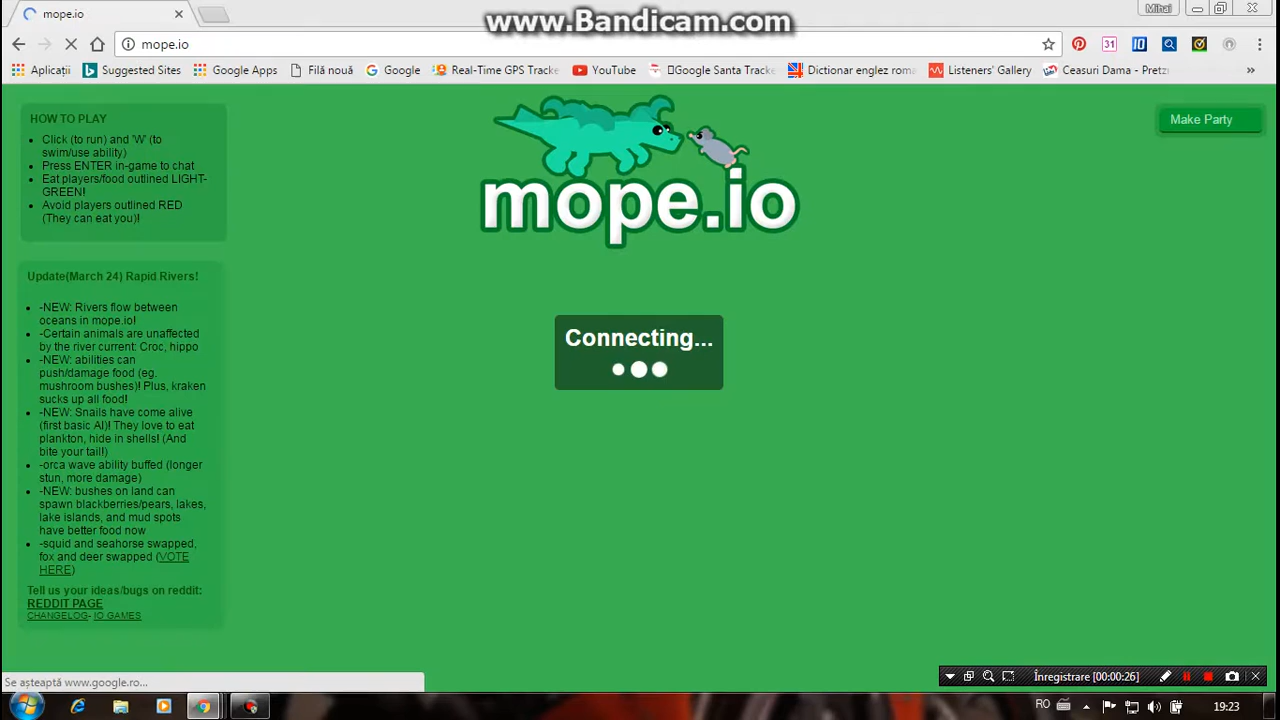 www.Bandicam.com
mope.io
Mihai
mope.io
Aplicații
Suggested Sites
Google Apps
Filă nouă
Google
Real-Time GPS Tracke
YouTube
Google Santa Tracke
Dictionar englez roma
Listeners' Gallery
Ceasuri Dama - Pretz
»
HOW TO PLAY
Click (to run) and 'W' (to
swim/use ability)
Press ENTER in-game to chat
Eat players/food outlined LIGHT-
GREEN!
Avoid players outlined RED
(They can eat you)!
Make Party
mope.io
Update(March 24) Rapid Rivers!
-NEW: Rivers flow between
oceans in mope.io!
-Certain animals are unaffected
by the river current: Croc, hippo
-NEW: abilities can
push/damage food (eg.
mushroom bushes)! Plus, kraken
sucks up all food!
-NEW: Snails have come alive
(first basic AI)! They love to eat
plankton, hide in shells! (And
bite your tail!)
-orca wave ability buffed (longer
stun, more damage)
-NEW: bushes on land can
spawn blackberries/pears, lakes,
lake islands, and mud spots
have better food now
-squid and seahorse swapped,
fox and deer swapped (VOTE
HERE)
Tell us your ideas/bugs on reddit:
REDDIT PAGE
CHANGELOG- IO GAMES
Connecting...
Se așteaptă www.google.ro...
Înregistrare [00:00:26]
RO
19:23